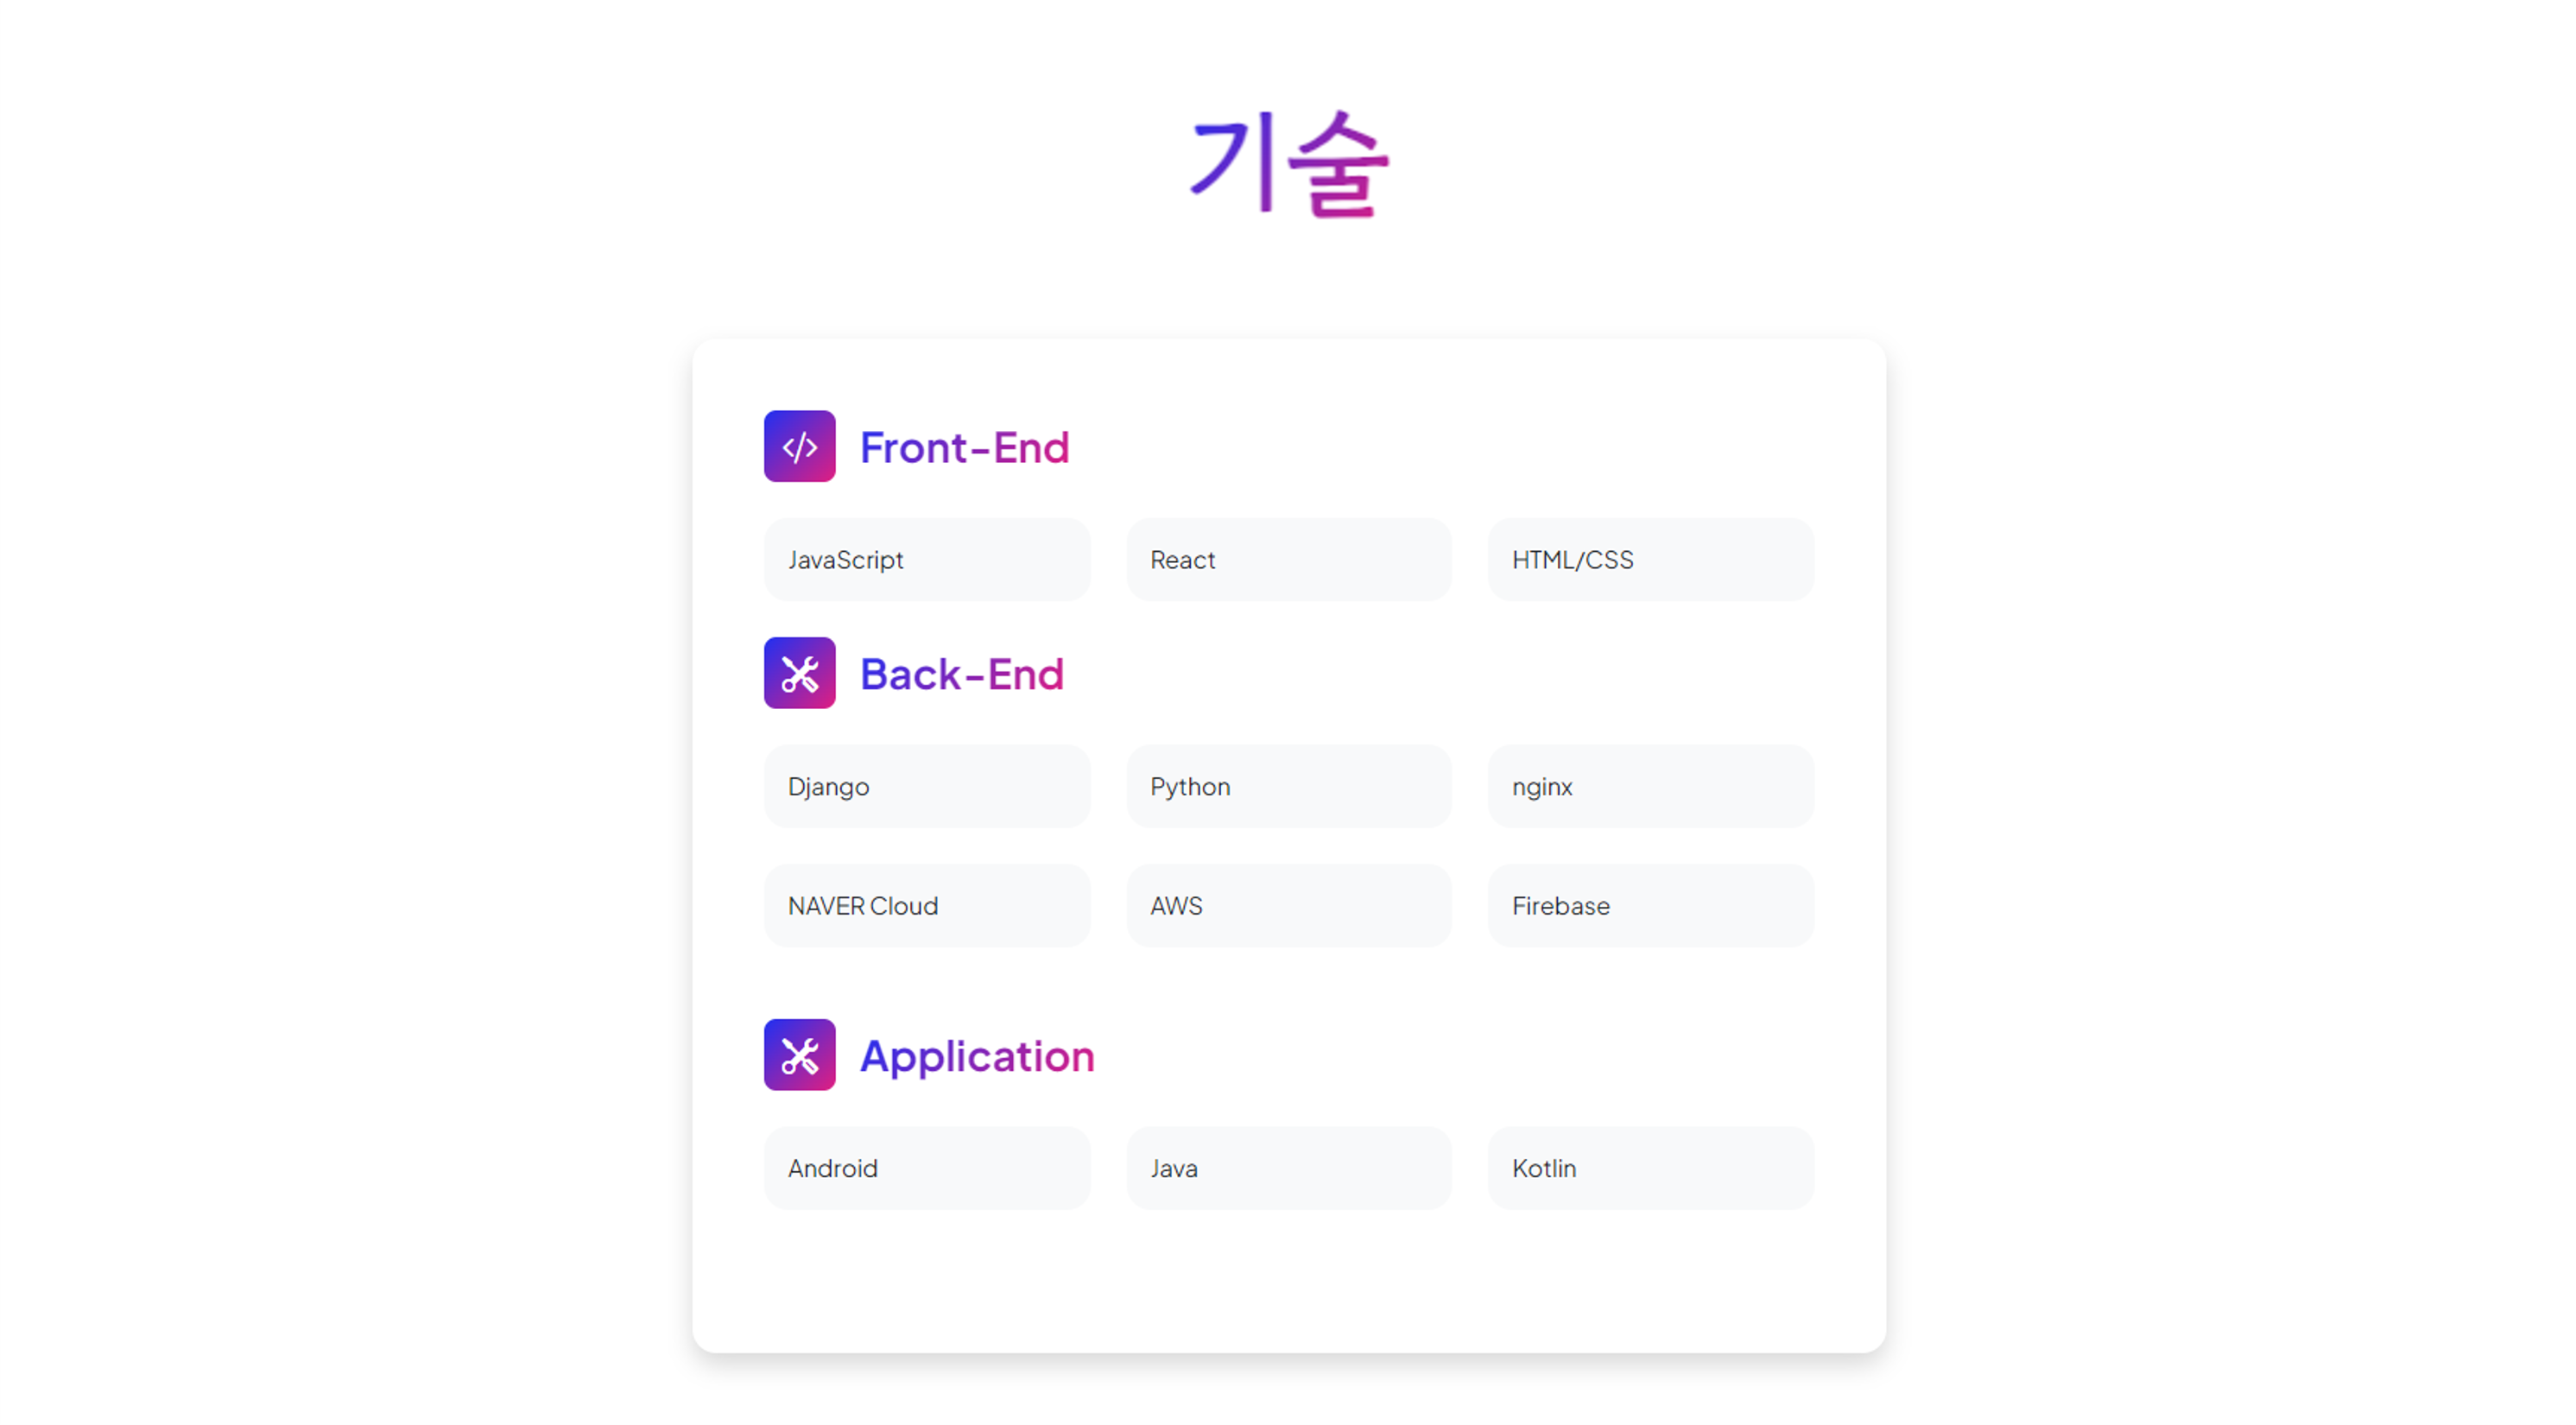 기술
Front-End
JavaScript React HTML/CSS
Back-End
Django Python nginx
NAVER Cloud AWS Firebase
Application
Android Java Kotlin